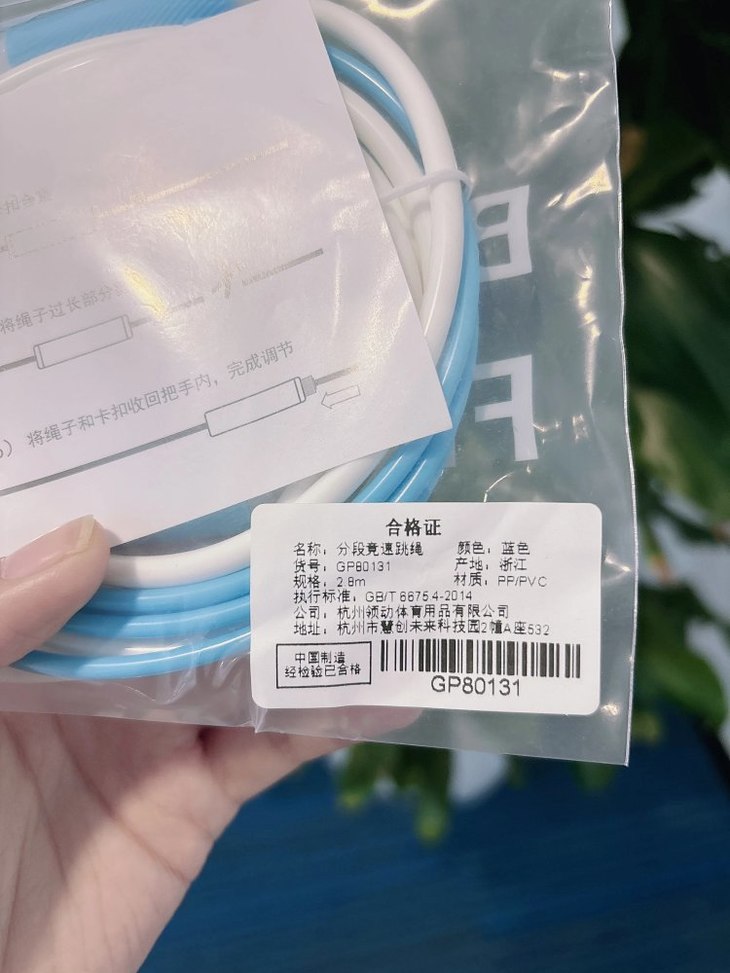 将绳子过长部分
将绳子和卡扣收回把手内，完成调节
E
F
合格证
名称：分段竞速跳绳 颜色：蓝色
货号：GP80131 产地：浙江
规格：2.8m 材质：PP/PVC
执行标准：GB/T 66754-2014
公司：杭州领动体育用品有限公司
地址：杭州市慧创未来科技园2幢A座532
中国制造
经检验已合格
GP80131